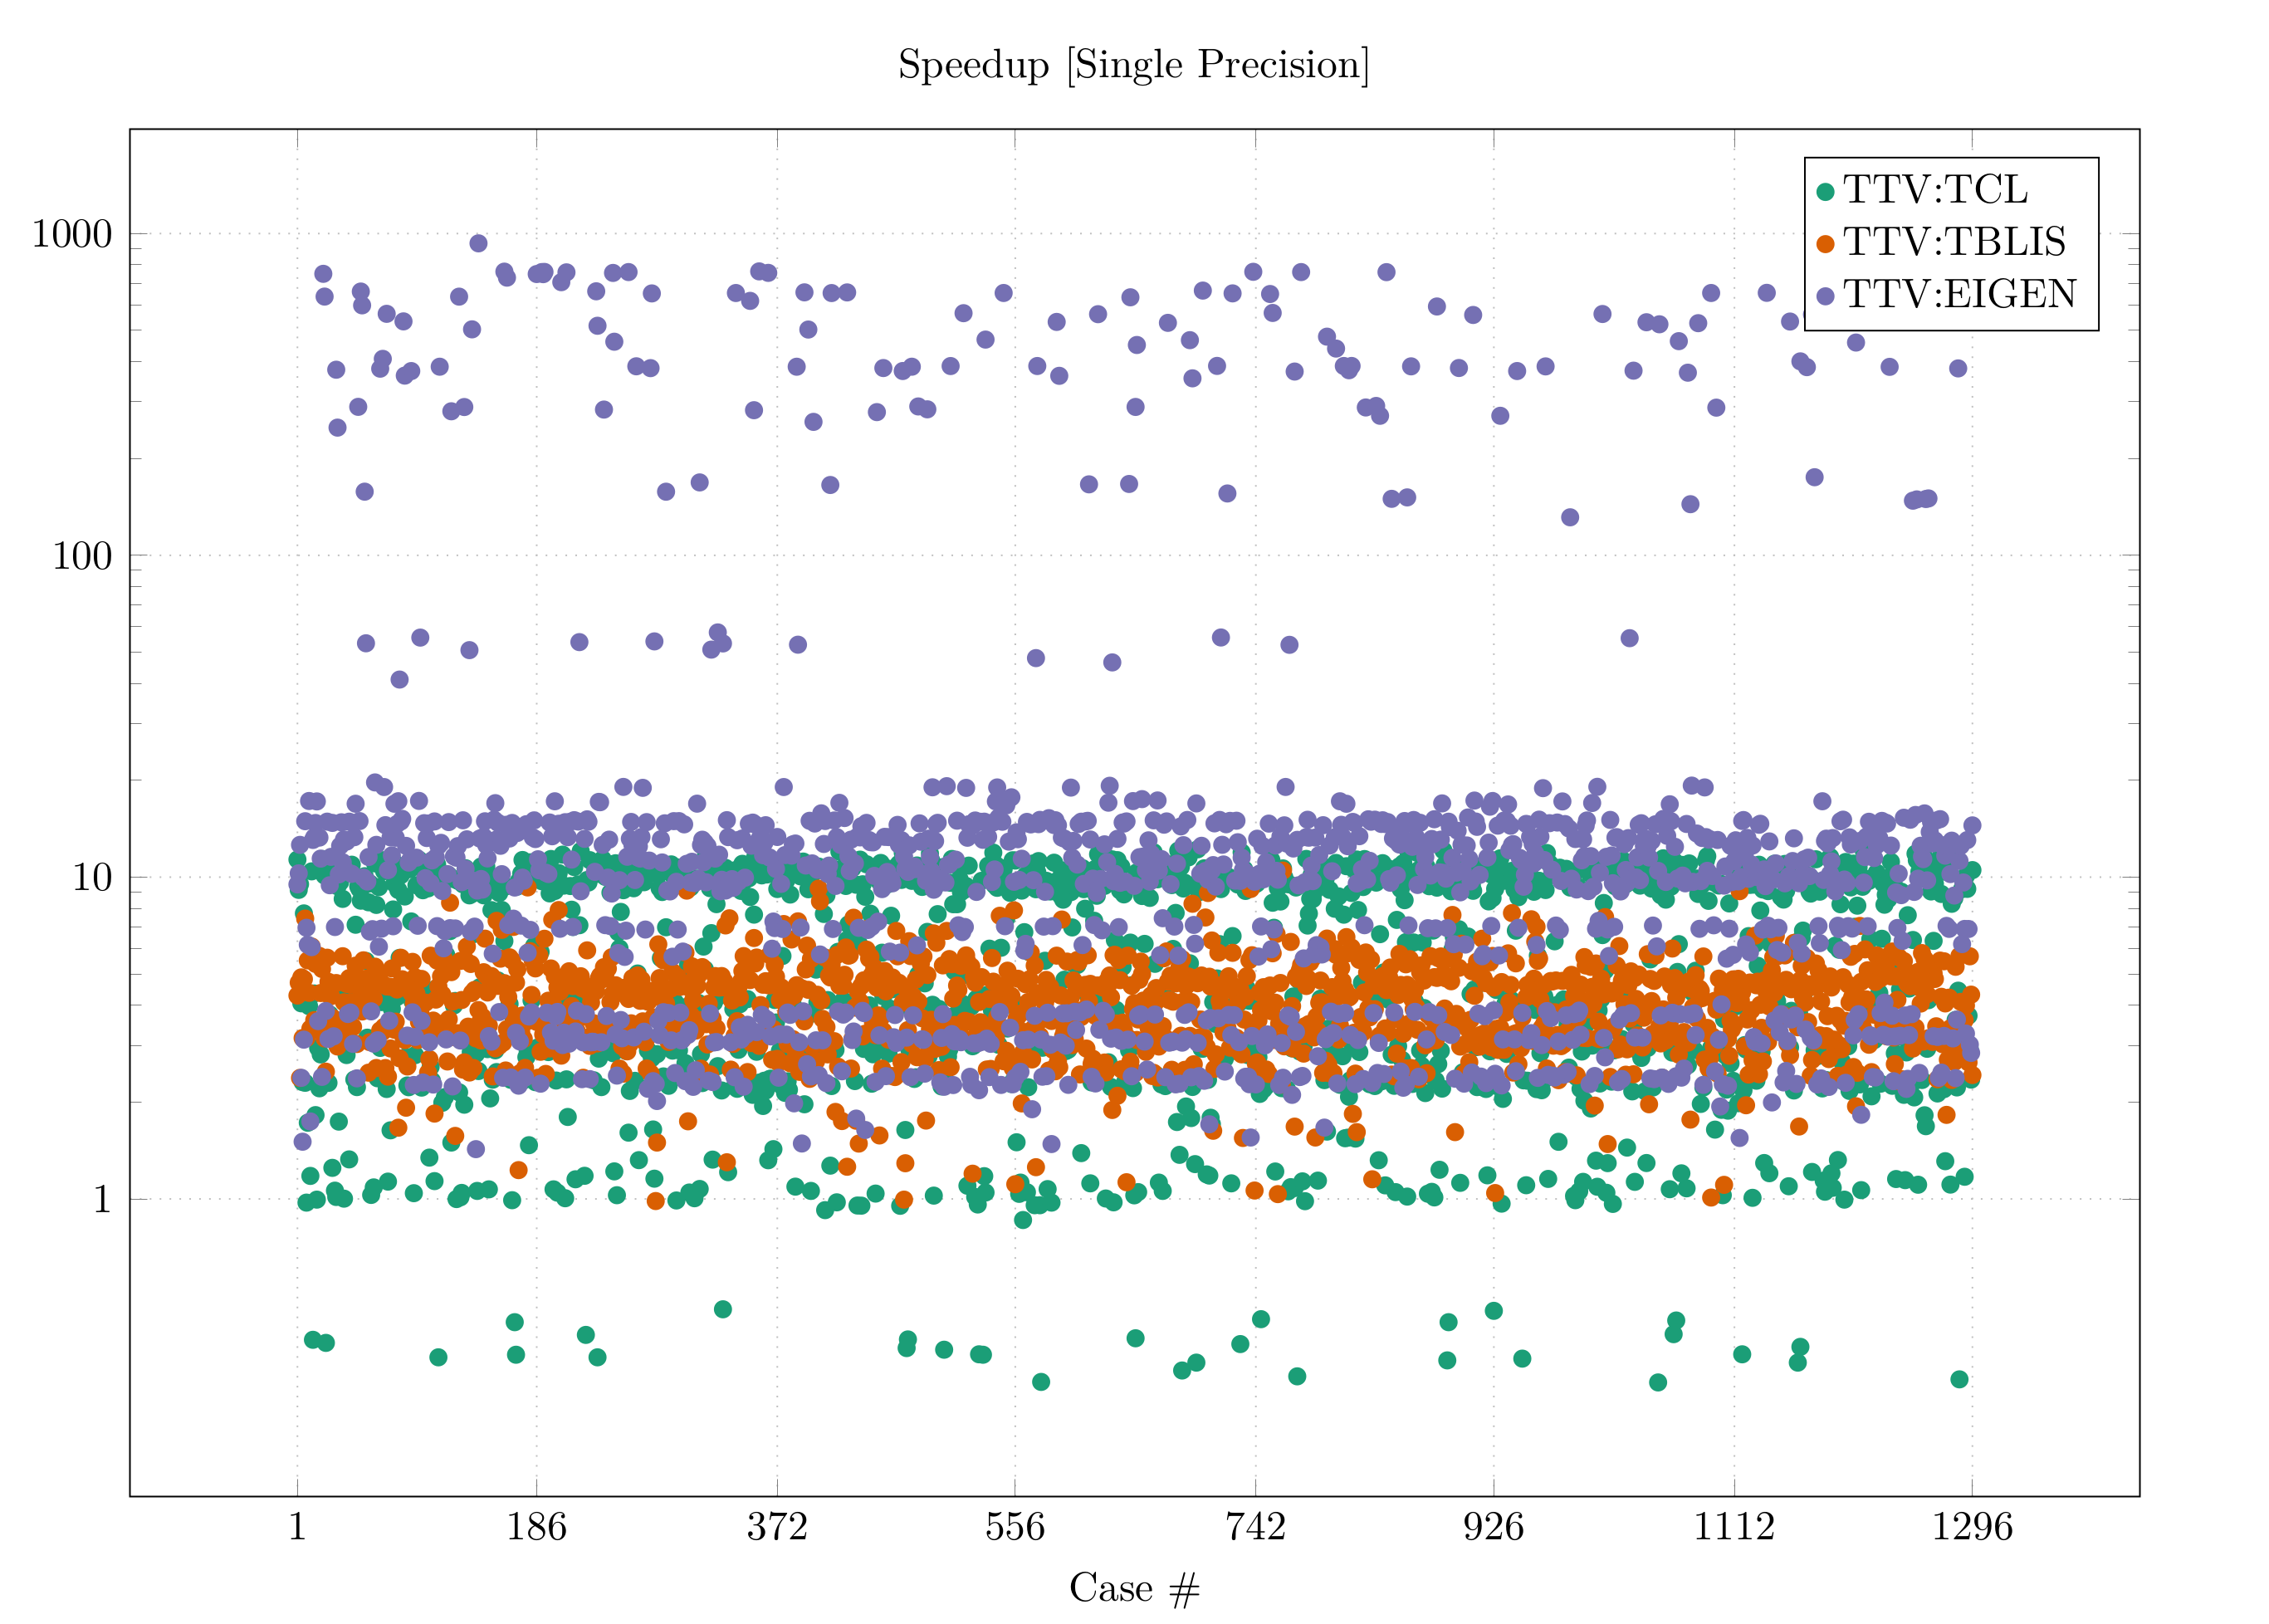 Speedup [Single Precision]
TTV:TCL
TTV:TBLIS
TTV:EIGEN
1000
100
10
1
1 186 372 556 742 926 1112 1296
Case #